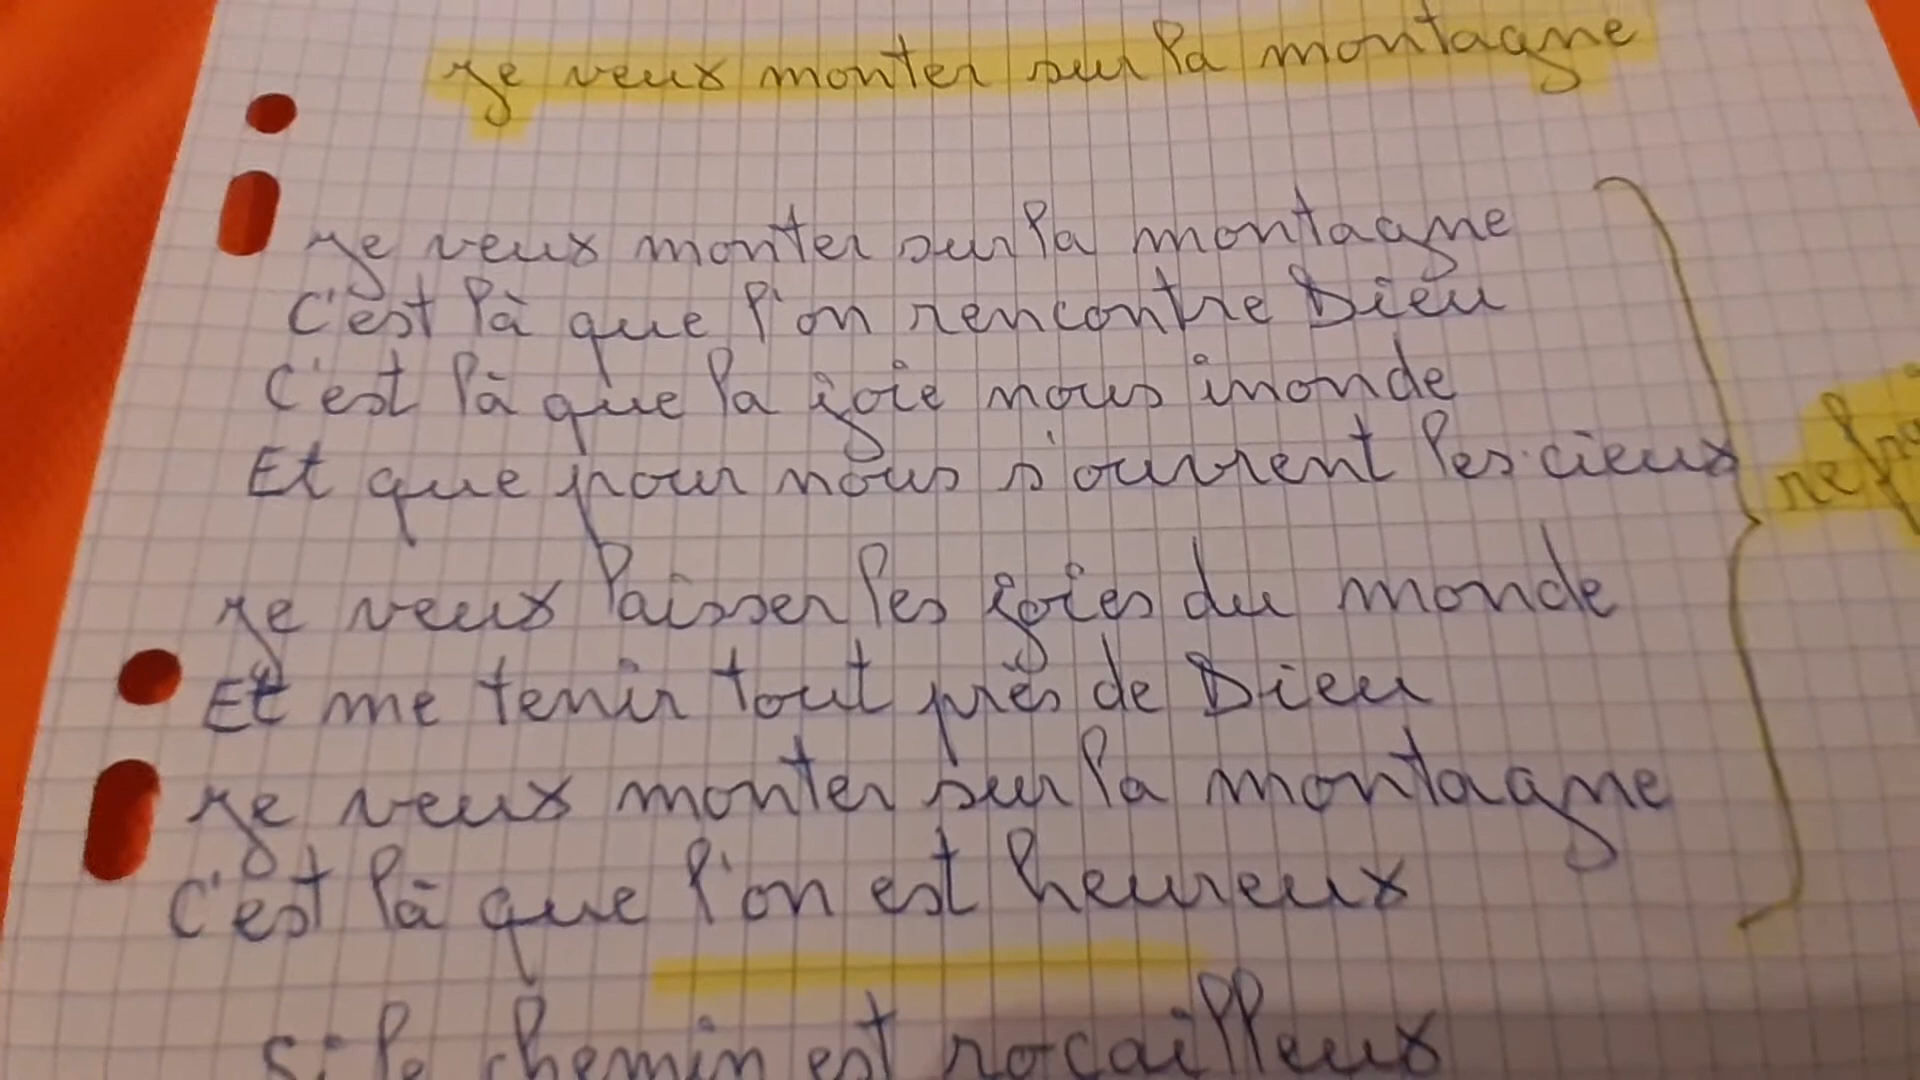 Je veux monter sur la montagne
Je veux monter sur la montagne
C'est là que l'on rencontre Dieu
C'est là que la joie nous inonde
Et que pour nous s'ouvrent les cieux
Je veux laisser les joies du monde
Et me tenir tout près de Dieu
Je veux monter sur la montagne
C'est là que l'on est heureux
Si le chemin est rocailleux